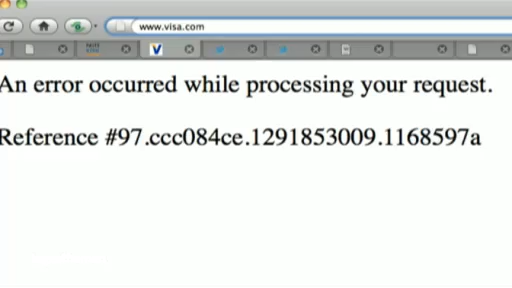 www.visa.com
An error occurred while processing your request.
Reference #97.ccc084ce.1291853009.1168597a